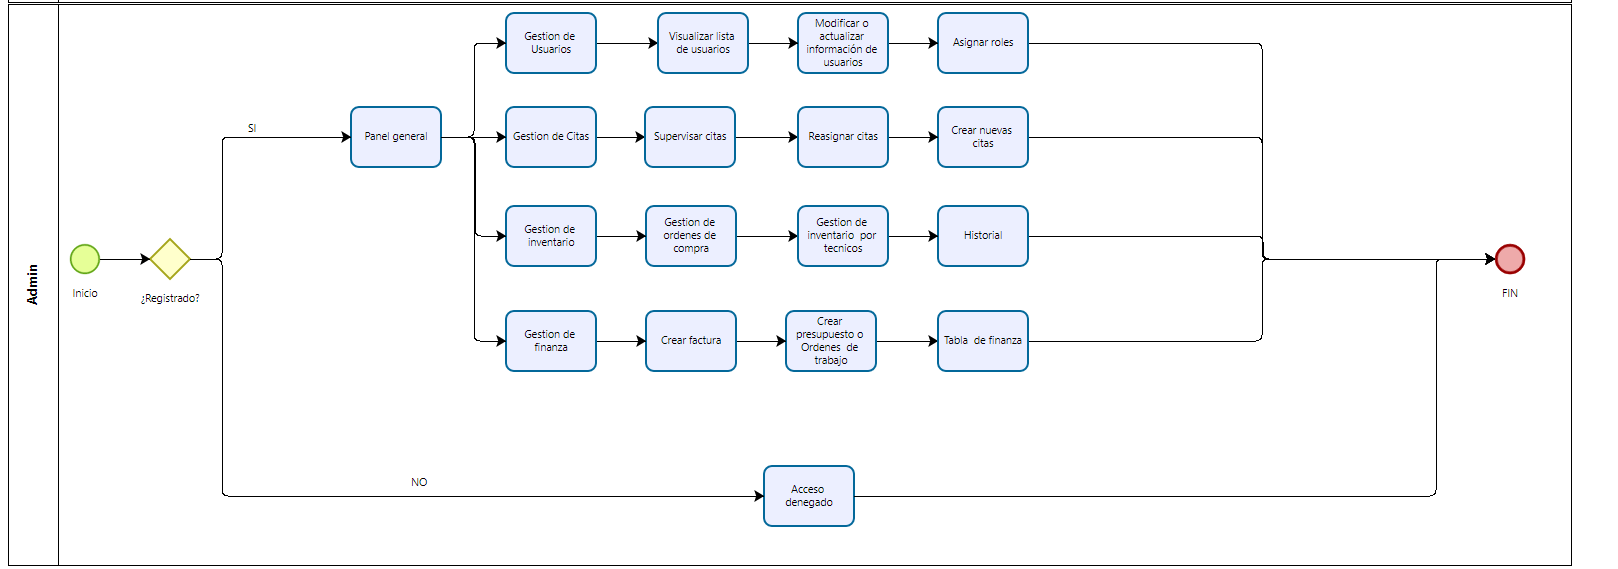 Admin
Inicio
¿Registrado?
SI
NO
Panel general
Gestion de
Usuarios
Visualizar lista
de usuarios
Modificar o
actualizar
información de
usuarios
Asignar roles
Gestion de Citas
Supervisar citas
Reasignar citas
Crear nuevas
citas
Gestion de
inventario
Gestion de
ordenes de
compra
Gestion de
inventario por
tecnicos
Historial
Gestion de
finanza
Crear factura
Crear
presupuesto o
Ordenes de
trabajo
Tabla de finanza
Acceso
denegado
FIN